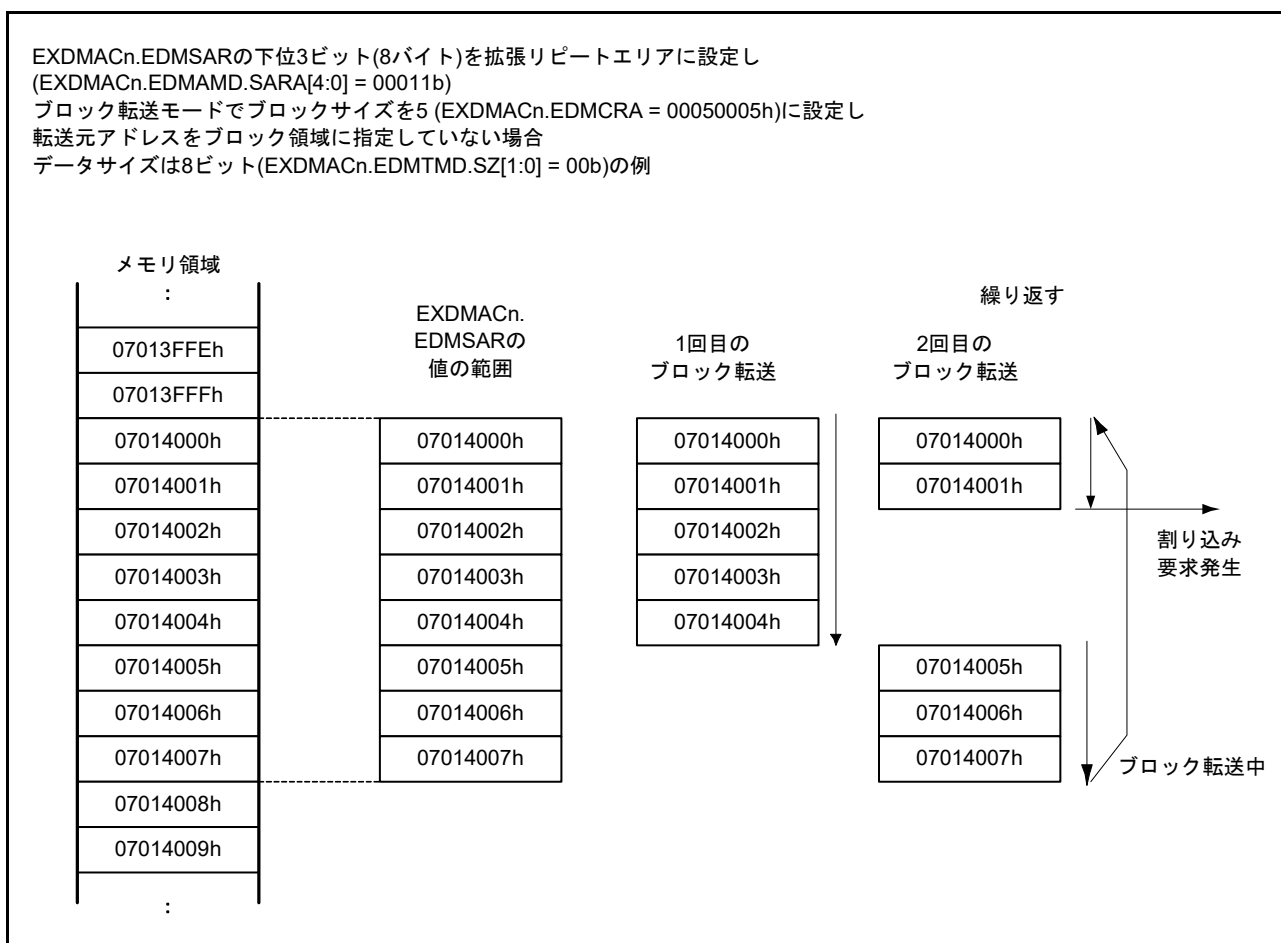 EXDMACn.EDMSARの下位3ビット(8バイト)を拡張リピートエリアに設定し
(EXDMACn.EDMAMD.SARA[4:0] = 00011b)
ブロック転送モードでブロックサイズを5 (EXDMACn.EDMCRA = 00050005h)に設定し
転送元アドレスをブロック領域に指定していない場合
データサイズは8ビット(EXDMACn.EDMTMD.SZ[1:0] = 00b)の例
メモリ領域
:
07013FFEh
07013FFFh
07014000h
07014001h
07014002h
07014003h
07014004h
07014005h
07014006h
07014007h
07014008h
07014009h
:
EXDMACn.
EDMSARの
値の範囲
07014000h
07014001h
07014002h
07014003h
07014004h
07014005h
07014006h
07014007h
1回目の
ブロック転送
07014000h
07014001h
07014002h
07014003h
07014004h
繰り返す
2回目の
ブロック転送
07014000h
07014001h
07014005h
07014006h
07014007h
割り込み
要求発生
ブロック転送中